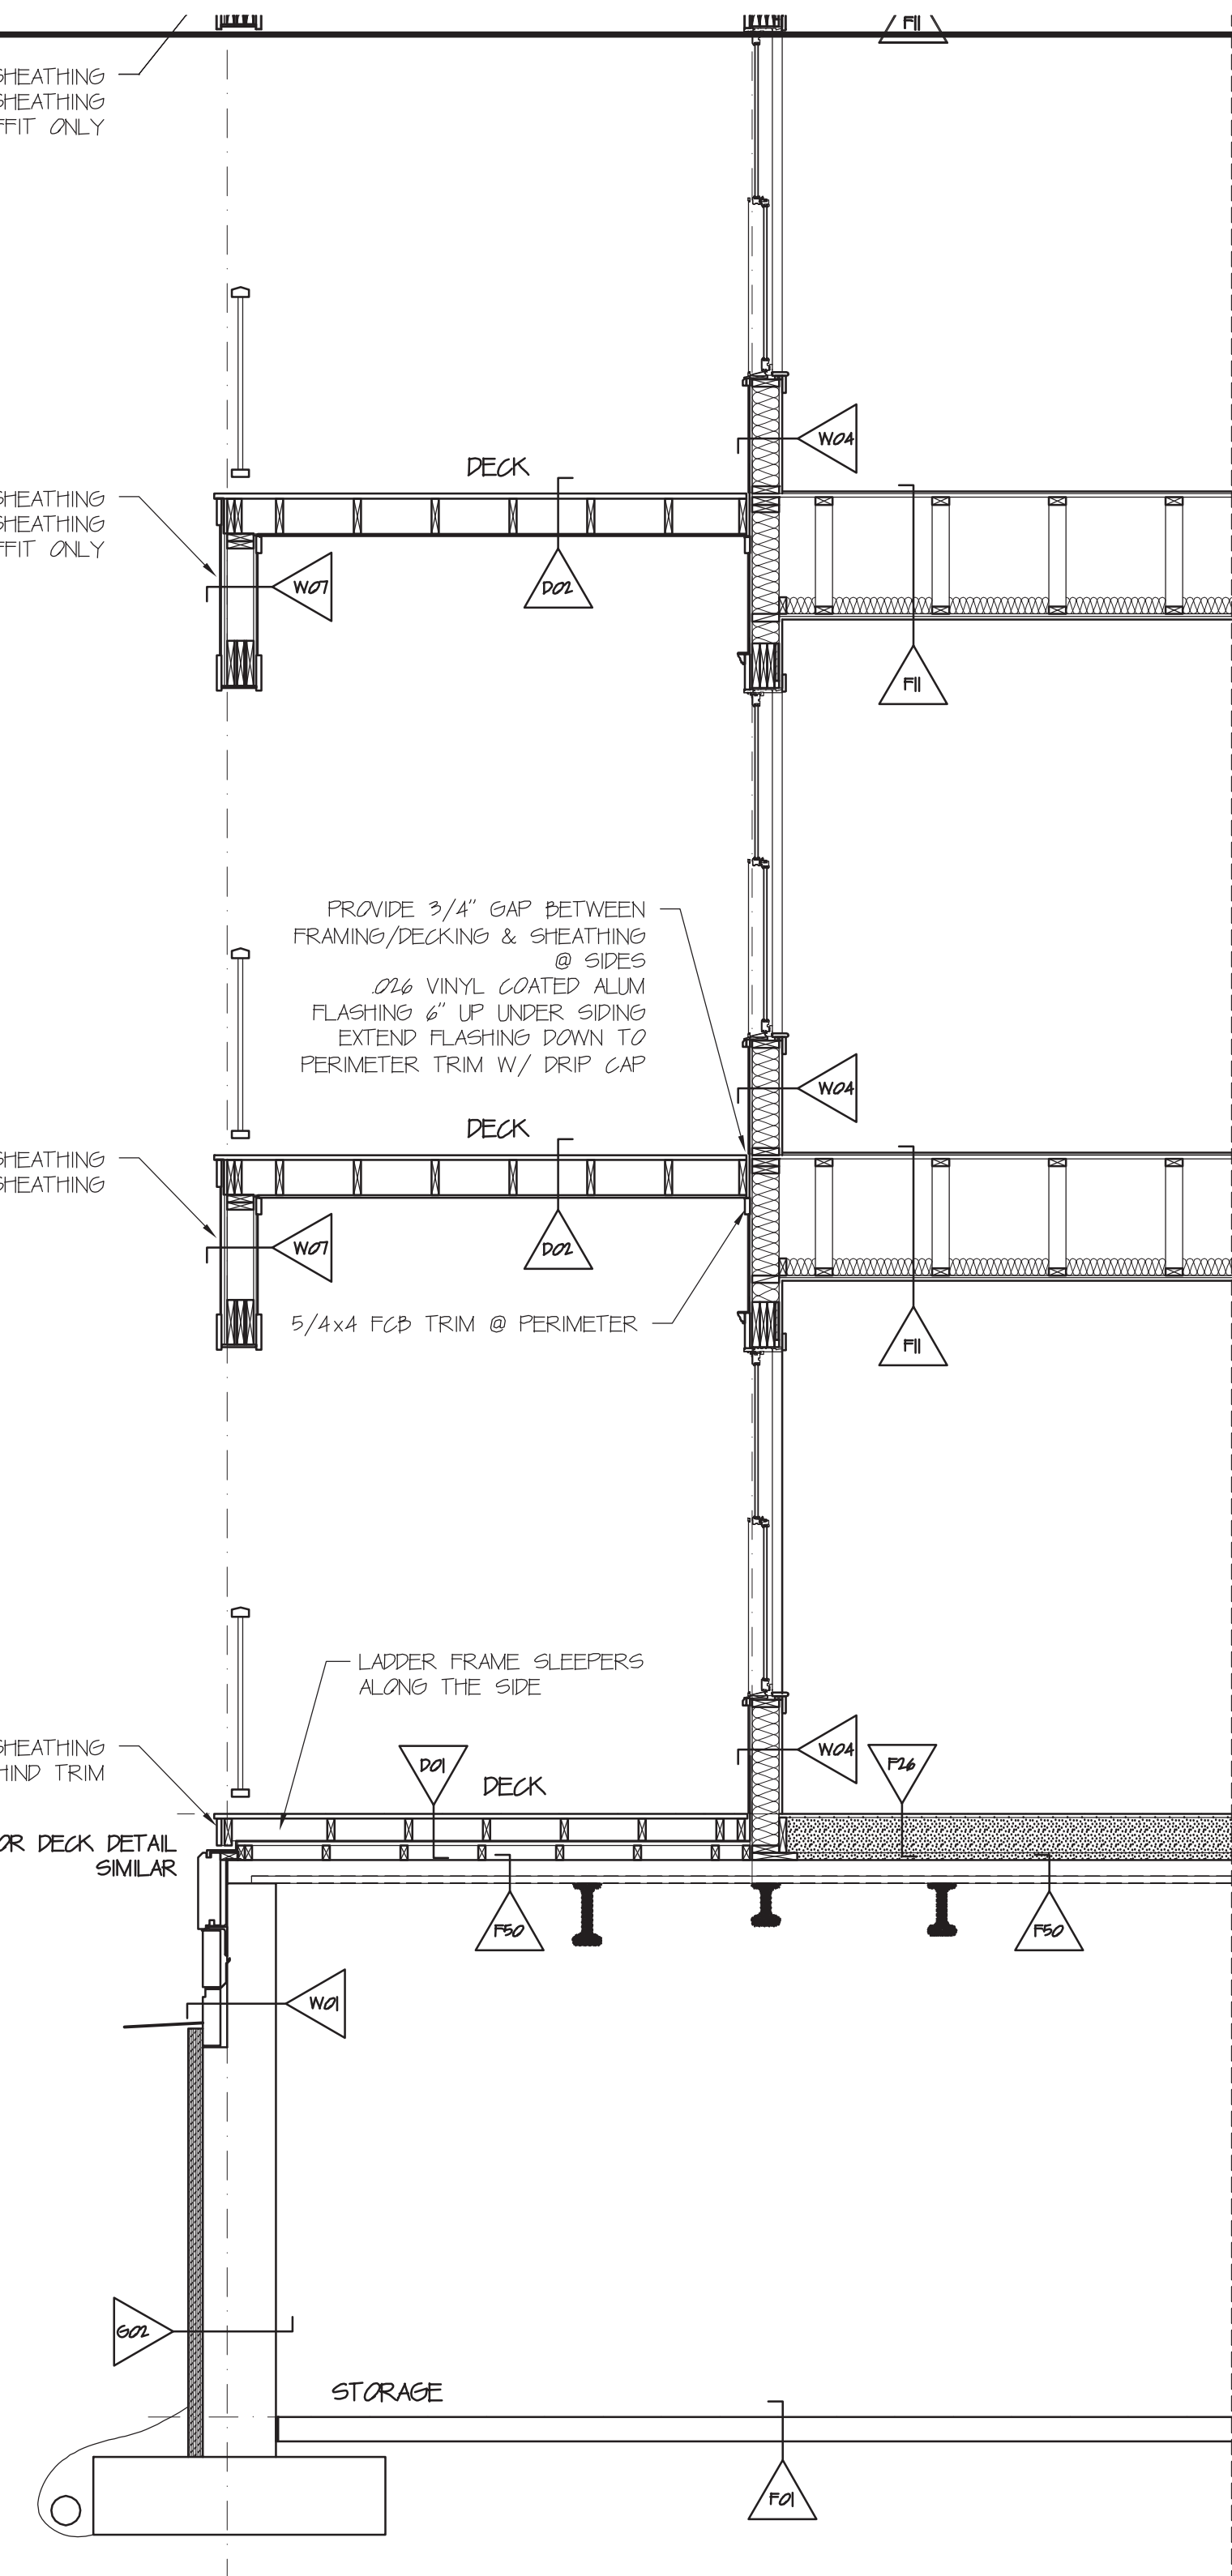 F11
SHEATHING
SHEATHING
FFIT ONLY
W04
DECK
SHEATHING
SHEATHING
FFIT ONLY
W07
D02
F11
PROVIDE 3/4" GAP BETWEEN
FRAMING/DECKING & SHEATHING
@ SIDES
.026 VINYL COATED ALUM
FLASHING 6" UP UNDER SIDING
EXTEND FLASHING DOWN TO
PERIMETER TRIM W/ DRIP CAP
W04
DECK
SHEATHING
SHEATHING
W07
D02
5/4x4 FCB TRIM @ PERIMETER
F11
LADDER FRAME SLEEPERS
ALONG THE SIDE
SHEATHING
HIND TRIM
D01
DECK
W04
F26
OR DECK DETAIL
SIMILAR
F50
F50
W01
G02
STORAGE
F01